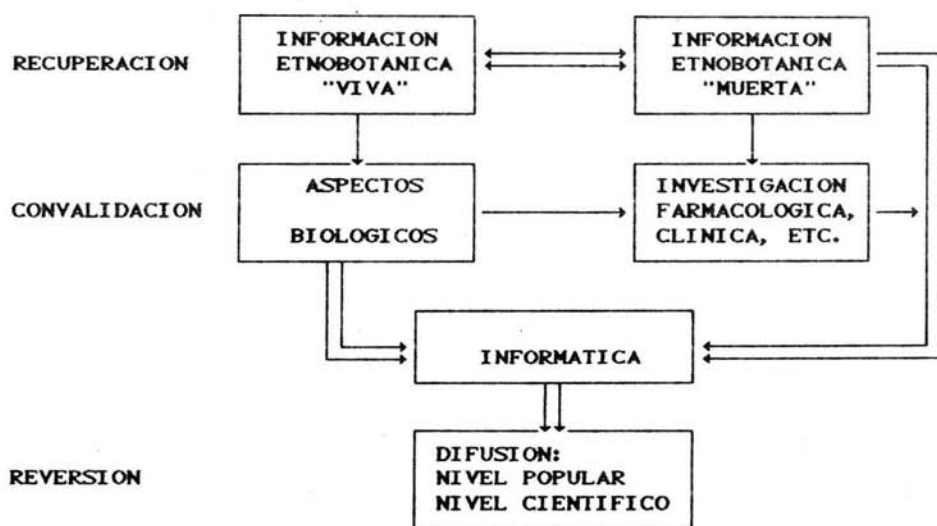 RECUPERACION
INFORMACION
ETNOBOTANICA
"VIVA"
INFORMACION
ETNOBOTANICA
"MUERTA"
CONVALIDACION
ASPECTOS
BIOLOGICOS
INVESTIGACION
FARMACOLOGICA,
CLINICA, ETC.
INFORMATICA
REVERSION
DIFUSION:
NIVEL POPULAR
NIVEL CIENTIFICO